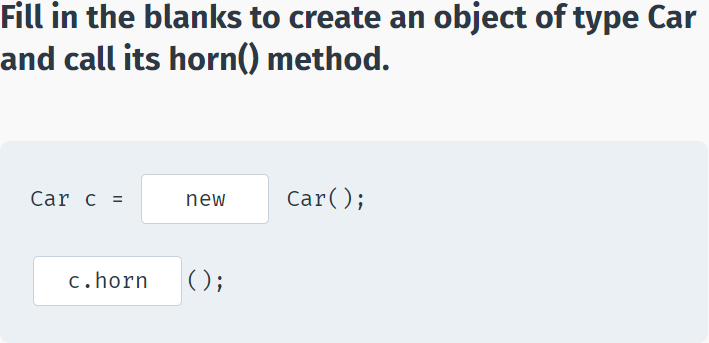 Fill in the blanks to create an object of type Car
and call its horn() method.
Car c = new Car();
c.horn();